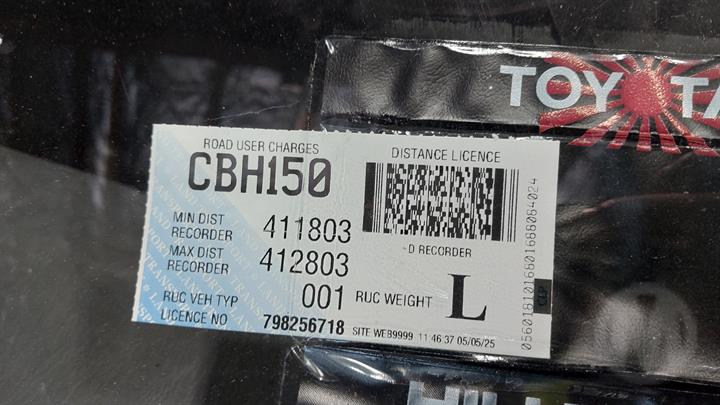 TOYOTA
ROAD USER CHARGES
CBH150
DISTANCE LICENCE
MIN DIST RECORDER 411803
MAX DIST RECORDER 412803
-D RECORDER
RUC VEH TYP 001
RUC WEIGHT L
LICENCE NO 798256718
SITE WEB9999 11 46 37 05/05/25
CLP